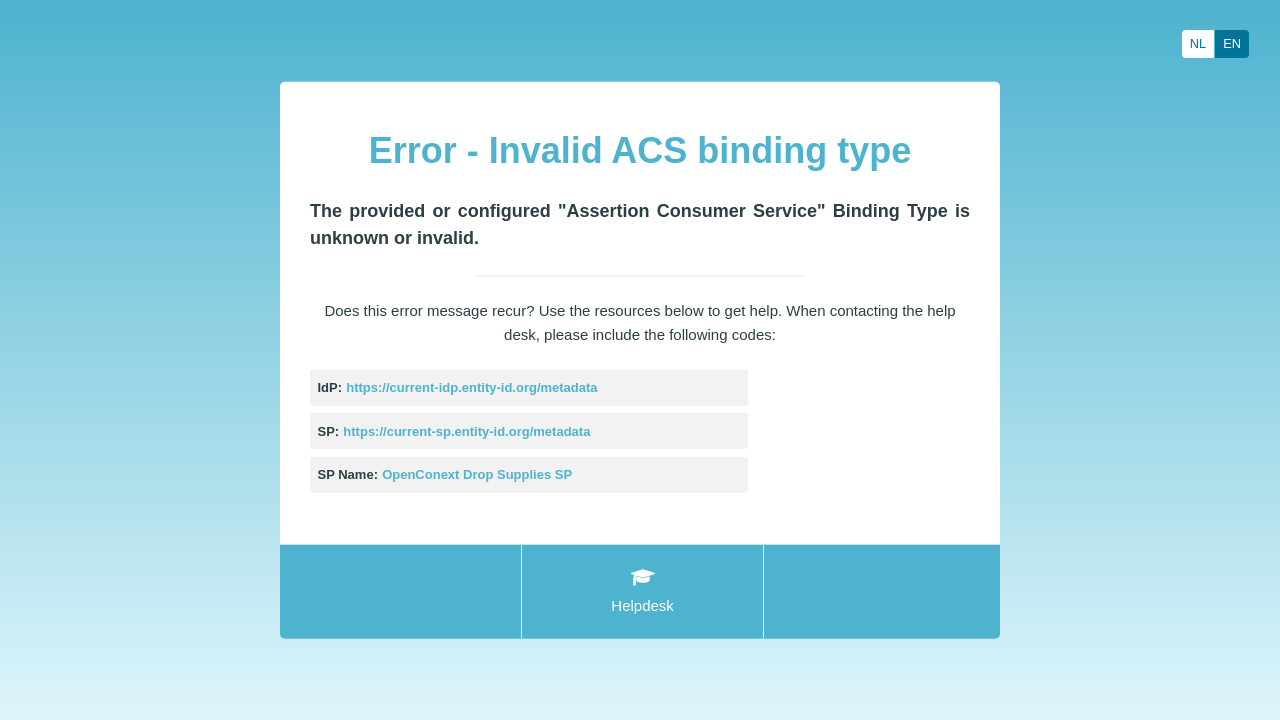 NL EN
Error - Invalid ACS binding type
The provided or configured "Assertion Consumer Service" Binding Type is
unknown or invalid.
Does this error message recur? Use the resources below to get help. When contacting the help
desk, please include the following codes:
IdP: https://current-idp.entity-id.org/metadata
SP: https://current-sp.entity-id.org/metadata
SP Name: OpenConext Drop Supplies SP
Helpdesk